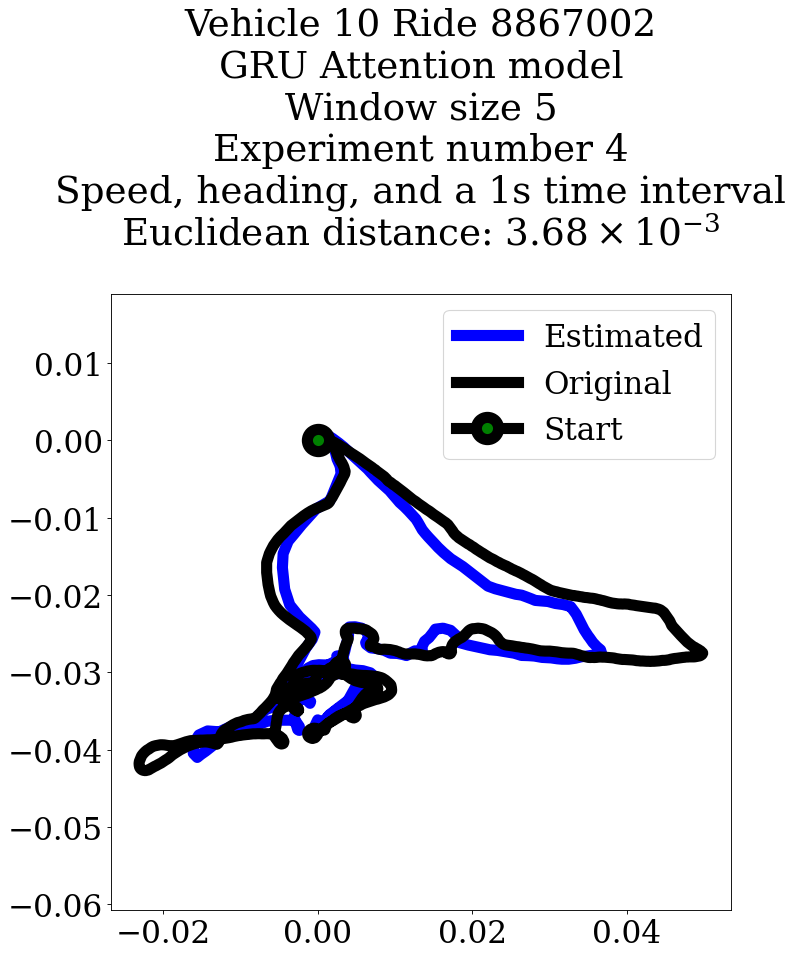 Vehicle 10 Ride 8867002
GRU Attention model
Window size 5
Experiment number 4
Speed, heading, and a 1s time interval
Euclidean distance: 3.68 × 10⁻³
Estimated
Original
Start
0.01
0.00
−0.01
−0.02
−0.03
−0.04
−0.05
−0.06
−0.02 0.00 0.02 0.04